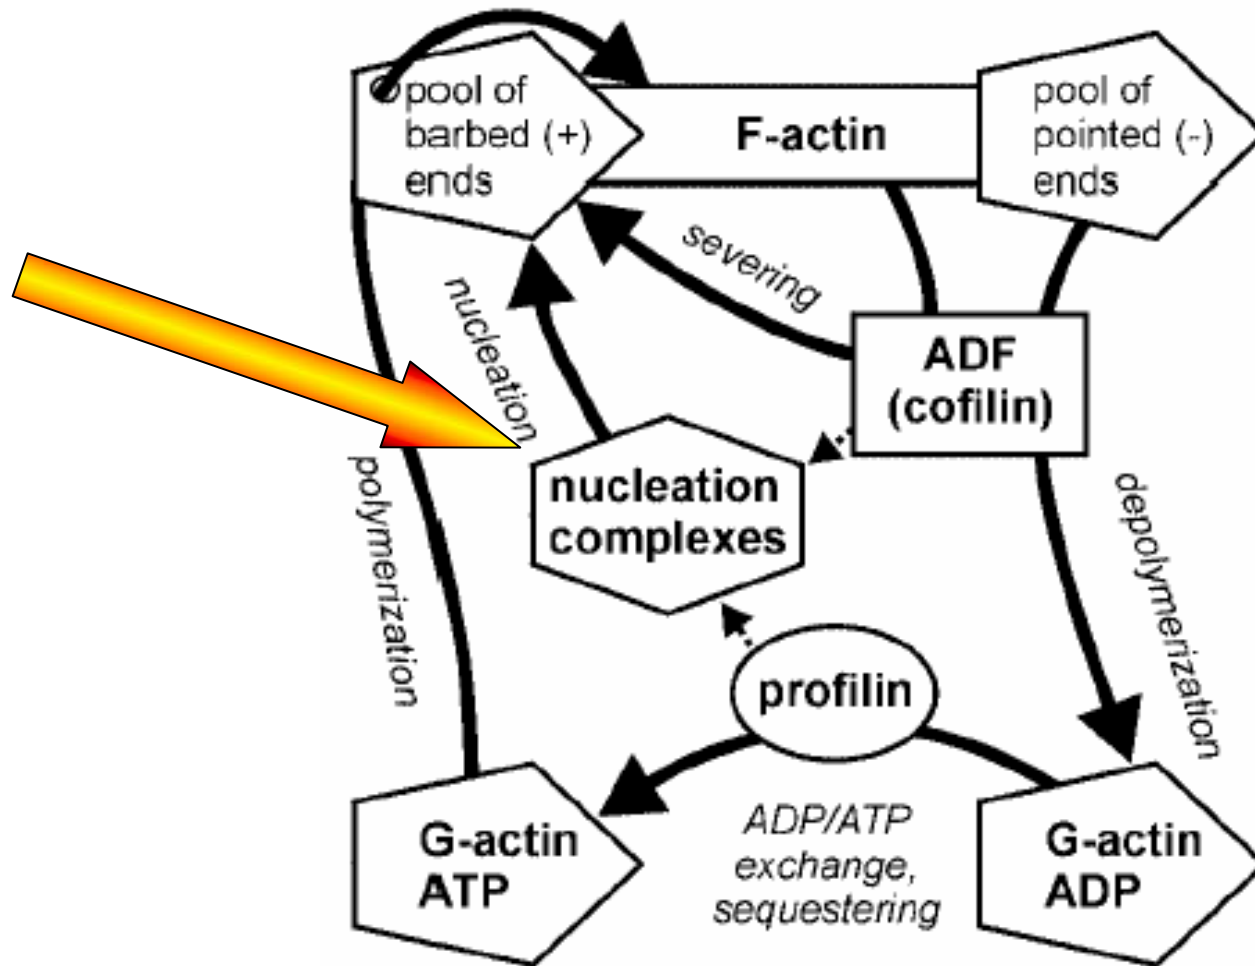 pool of
barbed (+)
ends
F-actin
pool of
pointed (-)
ends
severing
nucleation
ADF
(cofilin)
polymerization
nucleation
complexes
depolymerization
profilin
G-actin
ATP
ADP/ATP
exchange,
sequestering
G-actin
ADP